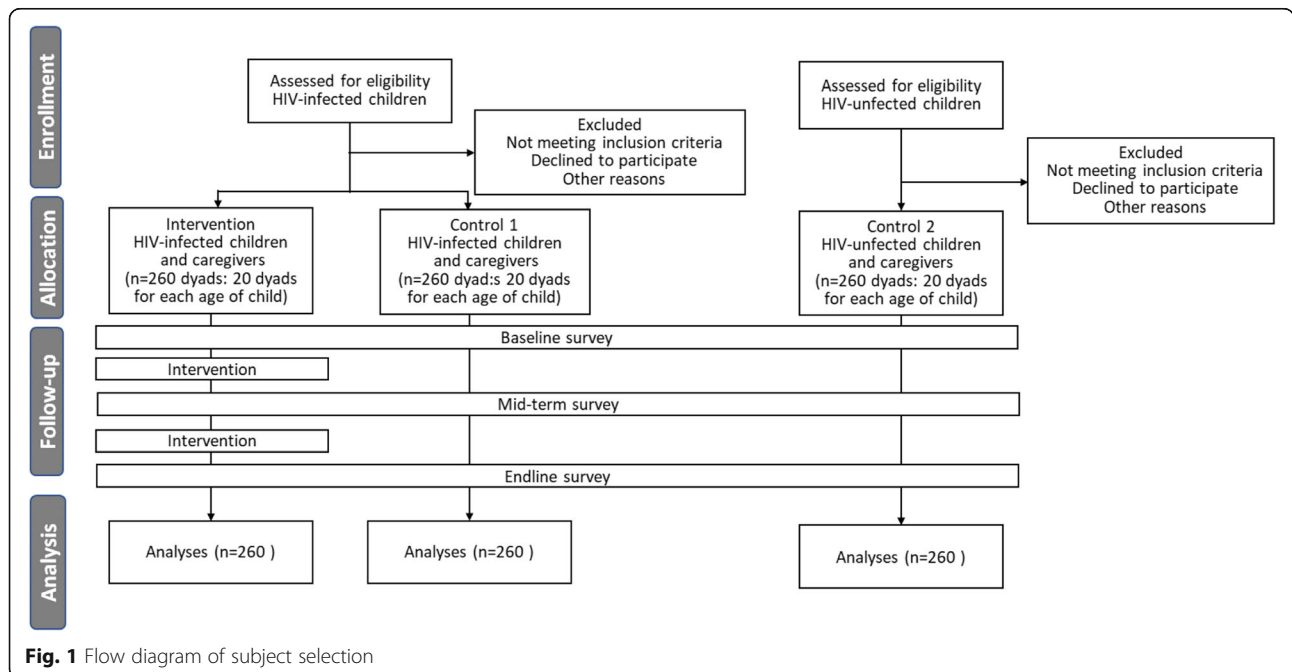 Enrollment
Assessed for eligibility
HIV-infected children
Assessed for eligibility
HIV-unfected children
Excluded
Not meeting inclusion criteria
Declined to participate
Other reasons
Excluded
Not meeting inclusion criteria
Declined to participate
Other reasons
Allocation
Intervention
HIV-infected children
and caregivers
(n=260 dyads: 20 dyads
for each age of child)
Control 1
HIV-infected children
and caregivers
(n=260 dyad:s 20 dyads
for each age of child)
Control 2
HIV-unfected children
and caregivers
(n=260 dyads: 20 dyads
for each age of child)
Follow-up
Baseline survey
Intervention
Mid-term survey
Intervention
Endline survey
Analysis
Analyses (n=260 )
Analyses (n=260 )
Analyses (n=260 )
Fig. 1 Flow diagram of subject selection